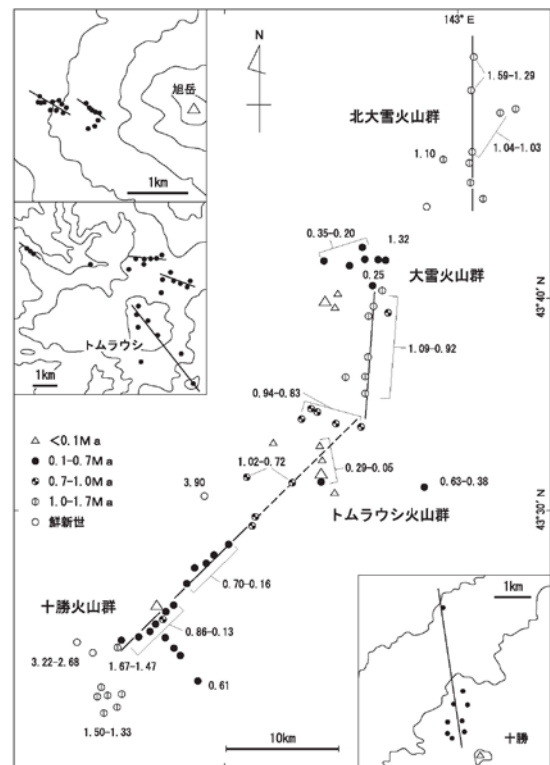 143° E
N
旭岳
1km
トムラウシ
1km
北大雪火山群
1.59-1.29
1.10
1.04-1.03
0.35-0.20
1.32
0.25
大雪火山群
43°40′N
1.09-0.92
0.94-0.83
<0.1Ma
0.1-0.7Ma
0.7-1.0Ma
1.0-1.7Ma
鮮新世
3.90
1.02-0.72
0.29-0.05
0.63-0.38
43°30′N
トムラウシ火山群
0.70-0.16
十勝火山群
0.86-0.13
3.22-2.68
1.67-1.47
0.61
1.50-1.33
10km
1km
十勝